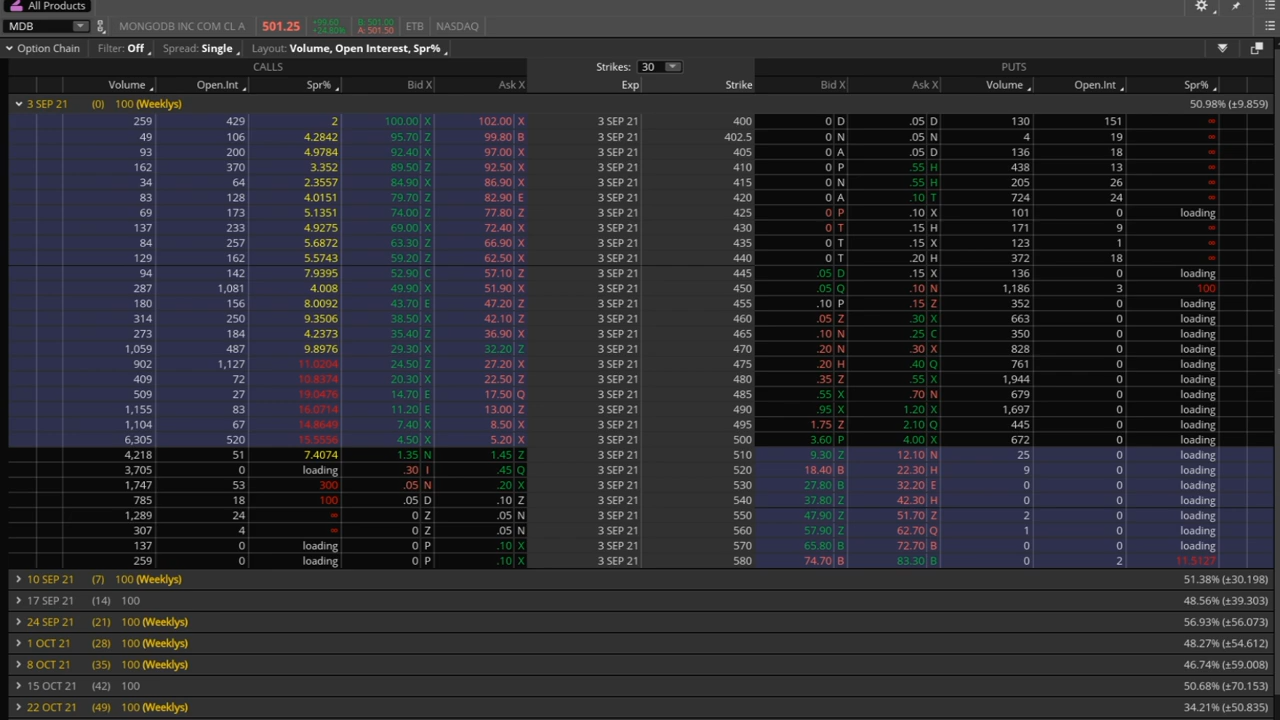 All Products
MDB MONGODB INC COM CL A 501.25 +99.60 +24.80% B: 501.00 A: 501.50 ETB NASDAQ
Option Chain Filter: Off Spread: Single Layout: Volume, Open Interest, Spr%
CALLS Strikes: 30 PUTS
Volume Open.Int Spr% Bid X Ask X Exp Strike Bid X Ask X Volume Open.Int Spr%
3 SEP 21 (0) 100 (Weeklys) 50.98% (±9.859)
259 429 2 100.00 X 102.00 X 3 SEP 21 400 0 D .05 D 130 151 ∞
49 106 4.2842 95.70 Z 99.80 B 3 SEP 21 402.5 0 N .05 N 4 19 ∞
93 200 4.9784 92.40 X 97.00 X 3 SEP 21 405 0 A .05 D 136 18 ∞
162 370 3.352 89.50 Z 92.50 X 3 SEP 21 410 0 P .55 H 438 13 ∞
34 64 2.3557 84.90 X 86.90 X 3 SEP 21 415 0 N .55 H 205 26 ∞
83 128 4.0151 79.70 Z 82.90 E 3 SEP 21 420 0 A .10 T 724 24 ∞
69 173 5.1351 74.00 Z 77.80 Z 3 SEP 21 425 0 P .10 X 101 0 loading
137 233 4.9275 69.00 X 72.40 X 3 SEP 21 430 0 T .15 H 171 9 ∞
84 257 5.6872 63.30 Z 66.90 X 3 SEP 21 435 0 T .15 X 123 1 ∞
129 162 5.5743 59.20 Z 62.50 X 3 SEP 21 440 0 T .20 H 372 18 ∞
94 142 7.9395 52.90 C 57.10 Z 3 SEP 21 445 .05 D .15 X 136 0 loading
287 1,081 4.008 49.90 X 51.90 X 3 SEP 21 450 .05 Q .10 N 1,186 3 100
180 156 8.0092 43.70 E 47.20 Z 3 SEP 21 455 .10 P .15 Z 352 0 loading
314 250 9.3506 38.50 X 42.10 Z 3 SEP 21 460 .05 Z .30 X 663 0 loading
273 184 4.2373 35.40 Z 36.90 X 3 SEP 21 465 .10 N .25 C 350 0 loading
1,059 487 9.8976 29.30 X 32.20 Z 3 SEP 21 470 .20 N .30 X 828 0 loading
902 1,127 11.0204 24.50 Z 27.20 X 3 SEP 21 475 .20 H .40 Q 761 0 loading
409 72 10.8374 20.30 X 22.50 Z 3 SEP 21 480 .35 Z .55 X 1,944 0 loading
509 27 19.0476 14.70 E 17.50 Q 3 SEP 21 485 .55 X .70 N 679 0 loading
1,155 83 16.0714 11.20 E 13.00 Z 3 SEP 21 490 .95 X 1.20 X 1,697 0 loading
1,104 67 14.8649 7.40 X 8.50 X 3 SEP 21 495 1.75 Z 2.10 Q 445 0 loading
6,305 520 15.5556 4.50 X 5.20 X 3 SEP 21 500 3.60 P 4.00 X 672 0 loading
4,218 51 7.4074 1.35 N 1.45 Z 3 SEP 21 510 9.30 Z 12.10 N 25 0 loading
3,705 0 loading .30 I .45 Q 3 SEP 21 520 18.40 B 22.30 H 9 0 loading
1,747 53 300 .05 N .20 X 3 SEP 21 530 27.80 B 32.20 E 0 0 loading
785 18 100 .05 D .10 Z 3 SEP 21 540 37.80 Z 42.30 H 0 0 loading
1,289 24 ∞ 0 Z .05 N 3 SEP 21 550 47.90 Z 51.70 Z 2 0 loading
307 4 ∞ 0 Z .05 N 3 SEP 21 560 57.90 Z 62.70 Q 1 0 loading
137 0 loading 0 P .10 X 3 SEP 21 570 65.80 B 72.70 B 0 0 loading
259 0 loading 0 P .10 X 3 SEP 21 580 74.70 B 83.30 B 0 2 11.5127
10 SEP 21 (7) 100 (Weeklys) 51.38% (±30.198)
17 SEP 21 (14) 100 48.56% (±39.303)
24 SEP 21 (21) 100 (Weeklys) 56.93% (±56.073)
1 OCT 21 (28) 100 (Weeklys) 48.27% (±54.612)
8 OCT 21 (35) 100 (Weeklys) 46.74% (±59.008)
15 OCT 21 (42) 100 50.68% (±70.153)
22 OCT 21 (49) 100 (Weeklys) 34.21% (±50.835)